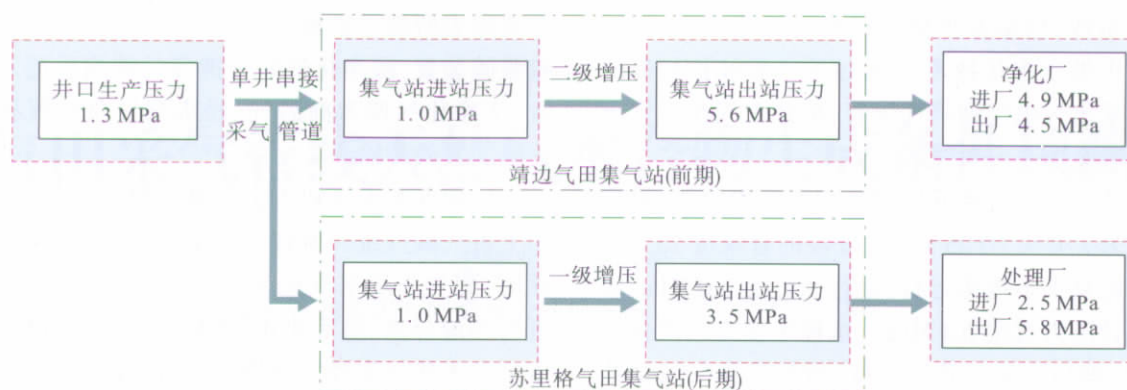 井口生产压力
1.3 MPa
单井串接
采气管道
集气站进站压力
1.0 MPa
二级增压
集气站出站压力
5.6 MPa
净化厂
进厂 4.9 MPa
出厂 4.5 MPa
靖边气田集气站(前期)
集气站进站压力
1.0 MPa
一级增压
集气站出站压力
3.5 MPa
处理厂
进厂 2.5 MPa
出厂 5.8 MPa
苏里格气田集气站(后期)